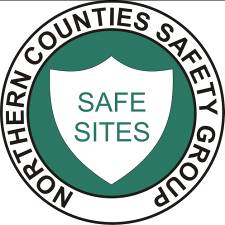 NORTHERN COUNTIES SAFETY GROUP
SAFE
SITES